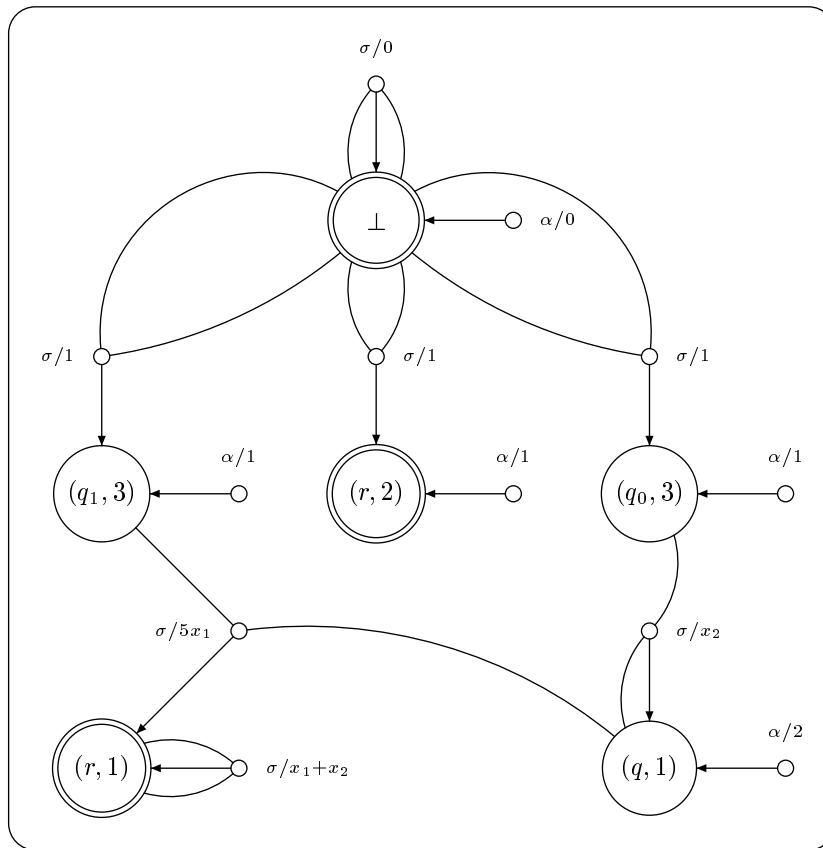 σ/0
⊥
α/0
σ/1
σ/1
σ/1
α/1
α/1
α/1
(q₁, 3)
(r, 2)
(q₀, 3)
σ/5x₁
σ/x₂
α/2
(r, 1)
σ/x₁+x₂
(q, 1)